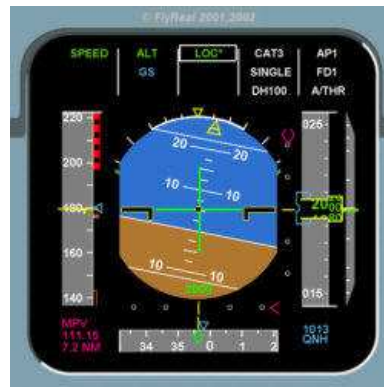 © FlyReal 2001,2002
SPEED ALT LOC* CAT3 AP1
GS SINGLE FD1
DH100 A/THR
220
200
180
160
140
20 20
10 10
10 10
025
20
015
MPV
111.15
7.2 NM
34 35 0 1 2
1013
QNH